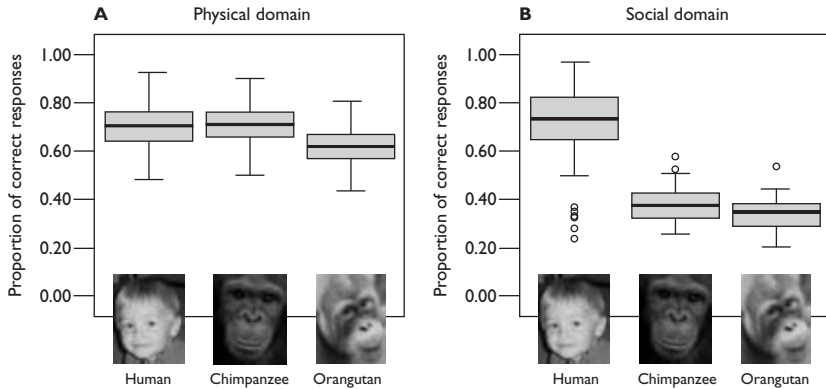 A Physical domain
Proportion of correct responses
1.00
0.80
0.60
0.40
0.20
0.00
Human Chimpanzee Orangutan
B Social domain
Proportion of correct responses
1.00
0.80
0.60
0.40
0.20
0.00
Human Chimpanzee Orangutan